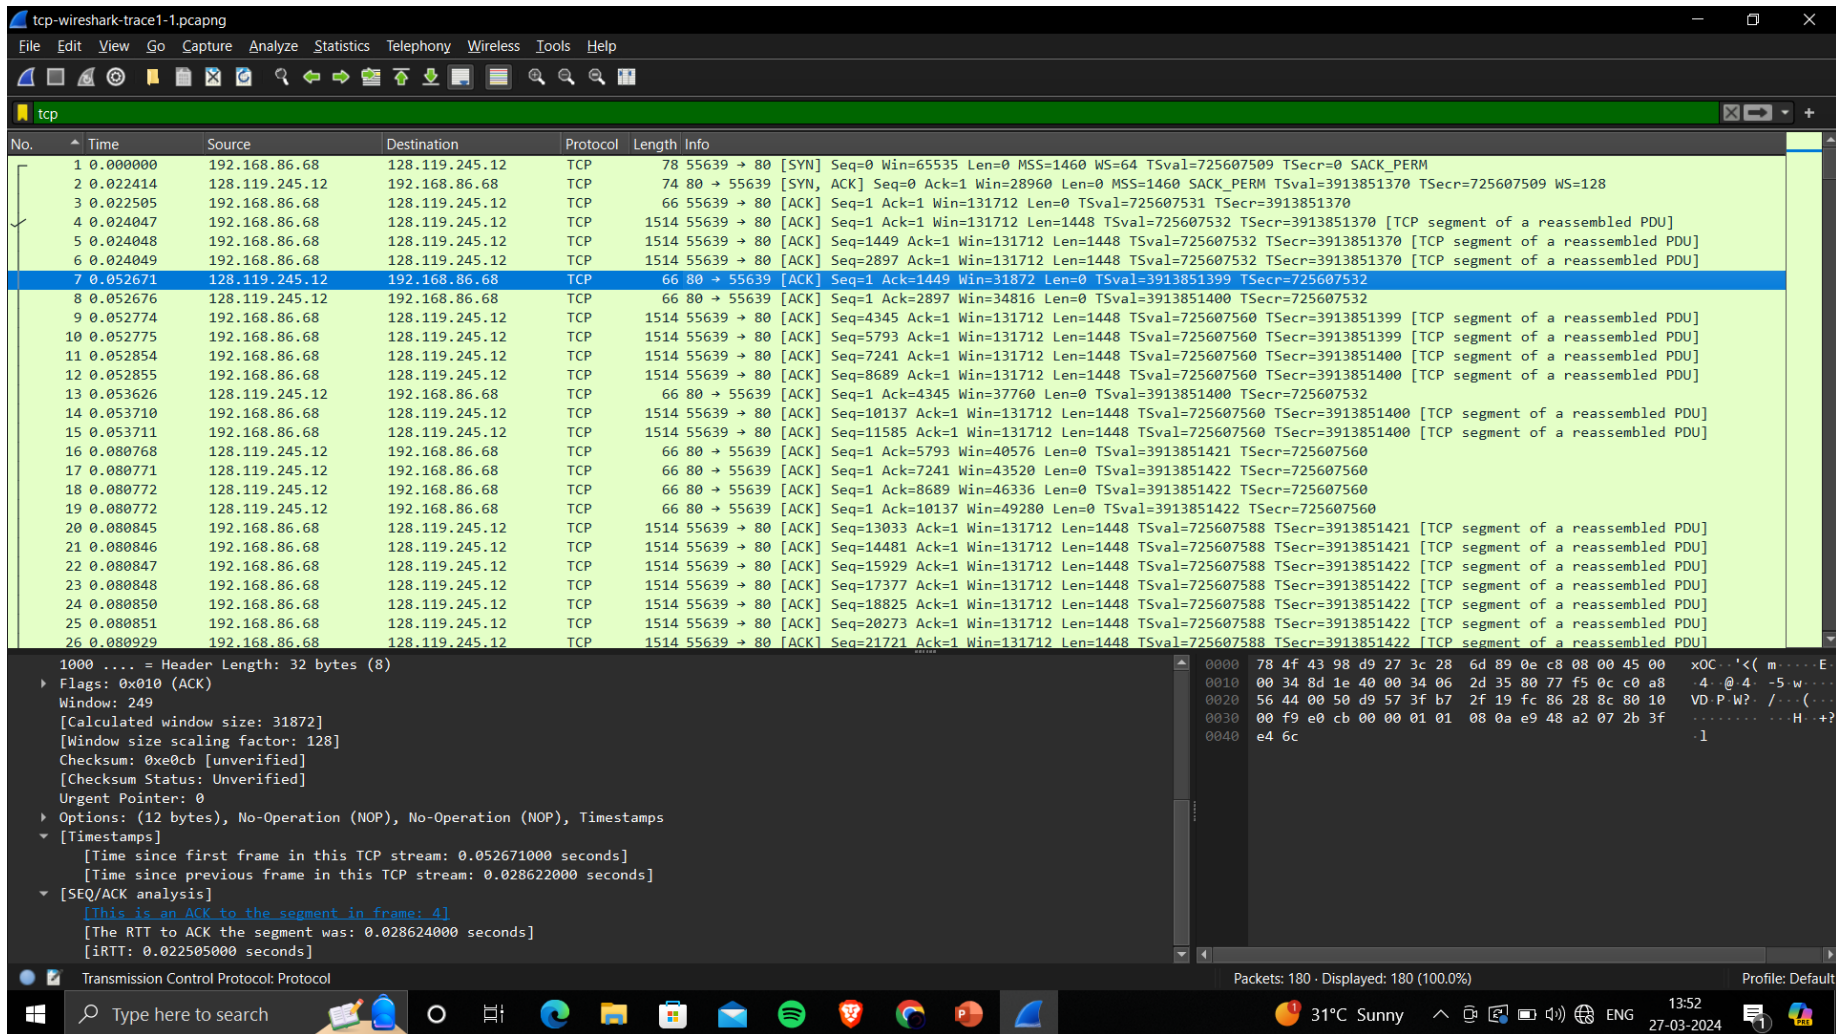 tcp-wireshark-trace1-1.pcapng
File Edit View Go Capture Analyze Statistics Telephony Wireless Tools Help
tcp
No. Time Source Destination Protocol Length Info
1 0.000000 192.168.86.68 128.119.245.12 TCP 78 55639 → 80 [SYN] Seq=0 Win=65535 Len=0 MSS=1460 WS=64 TSval=725607509 TSecr=0 SACK_PERM
2 0.022414 128.119.245.12 192.168.86.68 TCP 74 80 → 55639 [SYN, ACK] Seq=0 Ack=1 Win=28960 Len=0 MSS=1460 SACK_PERM TSval=3913851370 TSecr=725607509 WS=128
3 0.022505 192.168.86.68 128.119.245.12 TCP 66 55639 → 80 [ACK] Seq=1 Ack=1 Win=131712 Len=0 TSval=725607531 TSecr=3913851370
4 0.024047 192.168.86.68 128.119.245.12 TCP 1514 55639 → 80 [ACK] Seq=1 Ack=1 Win=131712 Len=1448 TSval=725607532 TSecr=3913851370 [TCP segment of a reassembled PDU]
5 0.024048 192.168.86.68 128.119.245.12 TCP 1514 55639 → 80 [ACK] Seq=1449 Ack=1 Win=131712 Len=1448 TSval=725607532 TSecr=3913851370 [TCP segment of a reassembled PDU]
6 0.024049 192.168.86.68 128.119.245.12 TCP 1514 55639 → 80 [ACK] Seq=2897 Ack=1 Win=131712 Len=1448 TSval=725607532 TSecr=3913851370 [TCP segment of a reassembled PDU]
7 0.052671 128.119.245.12 192.168.86.68 TCP 66 80 → 55639 [ACK] Seq=1 Ack=1449 Win=31872 Len=0 TSval=3913851399 TSecr=725607532
8 0.052676 128.119.245.12 192.168.86.68 TCP 66 80 → 55639 [ACK] Seq=1 Ack=2897 Win=34816 Len=0 TSval=3913851400 TSecr=725607532
9 0.052774 192.168.86.68 128.119.245.12 TCP 1514 55639 → 80 [ACK] Seq=4345 Ack=1 Win=131712 Len=1448 TSval=725607560 TSecr=3913851399 [TCP segment of a reassembled PDU]
10 0.052775 192.168.86.68 128.119.245.12 TCP 1514 55639 → 80 [ACK] Seq=5793 Ack=1 Win=131712 Len=1448 TSval=725607560 TSecr=3913851399 [TCP segment of a reassembled PDU]
11 0.052854 192.168.86.68 128.119.245.12 TCP 1514 55639 → 80 [ACK] Seq=7241 Ack=1 Win=131712 Len=1448 TSval=725607560 TSecr=3913851400 [TCP segment of a reassembled PDU]
12 0.052855 192.168.86.68 128.119.245.12 TCP 1514 55639 → 80 [ACK] Seq=8689 Ack=1 Win=131712 Len=1448 TSval=725607560 TSecr=3913851400 [TCP segment of a reassembled PDU]
13 0.053626 128.119.245.12 192.168.86.68 TCP 66 80 → 55639 [ACK] Seq=1 Ack=4345 Win=37760 Len=0 TSval=3913851400 TSecr=725607532
14 0.053710 192.168.86.68 128.119.245.12 TCP 1514 55639 → 80 [ACK] Seq=10137 Ack=1 Win=131712 Len=1448 TSval=725607560 TSecr=3913851400 [TCP segment of a reassembled PDU]
15 0.053711 192.168.86.68 128.119.245.12 TCP 1514 55639 → 80 [ACK] Seq=11585 Ack=1 Win=131712 Len=1448 TSval=725607560 TSecr=3913851400 [TCP segment of a reassembled PDU]
16 0.080768 128.119.245.12 192.168.86.68 TCP 66 80 → 55639 [ACK] Seq=1 Ack=5793 Win=40576 Len=0 TSval=3913851421 TSecr=725607560
17 0.080771 128.119.245.12 192.168.86.68 TCP 66 80 → 55639 [ACK] Seq=1 Ack=7241 Win=43520 Len=0 TSval=3913851422 TSecr=725607560
18 0.080772 128.119.245.12 192.168.86.68 TCP 66 80 → 55639 [ACK] Seq=1 Ack=8689 Win=46336 Len=0 TSval=3913851422 TSecr=725607560
19 0.080772 128.119.245.12 192.168.86.68 TCP 66 80 → 55639 [ACK] Seq=1 Ack=10137 Win=49280 Len=0 TSval=3913851422 TSecr=725607560
20 0.080845 192.168.86.68 128.119.245.12 TCP 1514 55639 → 80 [ACK] Seq=13033 Ack=1 Win=131712 Len=1448 TSval=725607588 TSecr=3913851421 [TCP segment of a reassembled PDU]
21 0.080846 192.168.86.68 128.119.245.12 TCP 1514 55639 → 80 [ACK] Seq=14481 Ack=1 Win=131712 Len=1448 TSval=725607588 TSecr=3913851421 [TCP segment of a reassembled PDU]
22 0.080847 192.168.86.68 128.119.245.12 TCP 1514 55639 → 80 [ACK] Seq=15929 Ack=1 Win=131712 Len=1448 TSval=725607588 TSecr=3913851422 [TCP segment of a reassembled PDU]
23 0.080848 192.168.86.68 128.119.245.12 TCP 1514 55639 → 80 [ACK] Seq=17377 Ack=1 Win=131712 Len=1448 TSval=725607588 TSecr=3913851422 [TCP segment of a reassembled PDU]
24 0.080850 192.168.86.68 128.119.245.12 TCP 1514 55639 → 80 [ACK] Seq=18825 Ack=1 Win=131712 Len=1448 TSval=725607588 TSecr=3913851422 [TCP segment of a reassembled PDU]
25 0.080851 192.168.86.68 128.119.245.12 TCP 1514 55639 → 80 [ACK] Seq=20273 Ack=1 Win=131712 Len=1448 TSval=725607588 TSecr=3913851422 [TCP segment of a reassembled PDU]
26 0.080929 192.168.86.68 128.119.245.12 TCP 1514 55639 → 80 [ACK] Seq=21721 Ack=1 Win=131712 Len=1448 TSval=725607588 TSecr=3913851422 [TCP segment of a reassembled PDU]
1000 .... = Header Length: 32 bytes (8)
Flags: 0x010 (ACK)
Window: 249
[Calculated window size: 31872]
[Window size scaling factor: 128]
Checksum: 0xe0cb [unverified]
[Checksum Status: Unverified]
Urgent Pointer: 0
Options: (12 bytes), No-Operation (NOP), No-Operation (NOP), Timestamps
[Timestamps]
[Time since first frame in this TCP stream: 0.052671000 seconds]
[Time since previous frame in this TCP stream: 0.028622000 seconds]
[SEQ/ACK analysis]
[This is an ACK to the segment in frame: 4]
[The RTT to ACK the segment was: 0.028624000 seconds]
[iRTT: 0.022505000 seconds]
0000 78 4f 43 98 d9 27 3c 28 6d 89 0e c8 08 00 45 00 xOC··'<( m·····E·
0010 00 34 8d 1e 40 00 34 06 2d 35 80 77 f5 0c c0 a8 ·4··@·4· -5·w····
0020 56 44 00 50 d9 57 3f b7 2f 19 fc 86 28 8c 80 10 VD·P·W?· /···(···
0030 00 f9 e0 cb 00 00 01 01 08 0a e9 48 a2 07 2b 3f ········ ···H··+?
0040 e4 6c ·l
Transmission Control Protocol: Protocol
Packets: 180 · Displayed: 180 (100.0%)
Profile: Default
Type here to search
1
31°C Sunny
ENG
13:52
27-03-2024
1
PRE